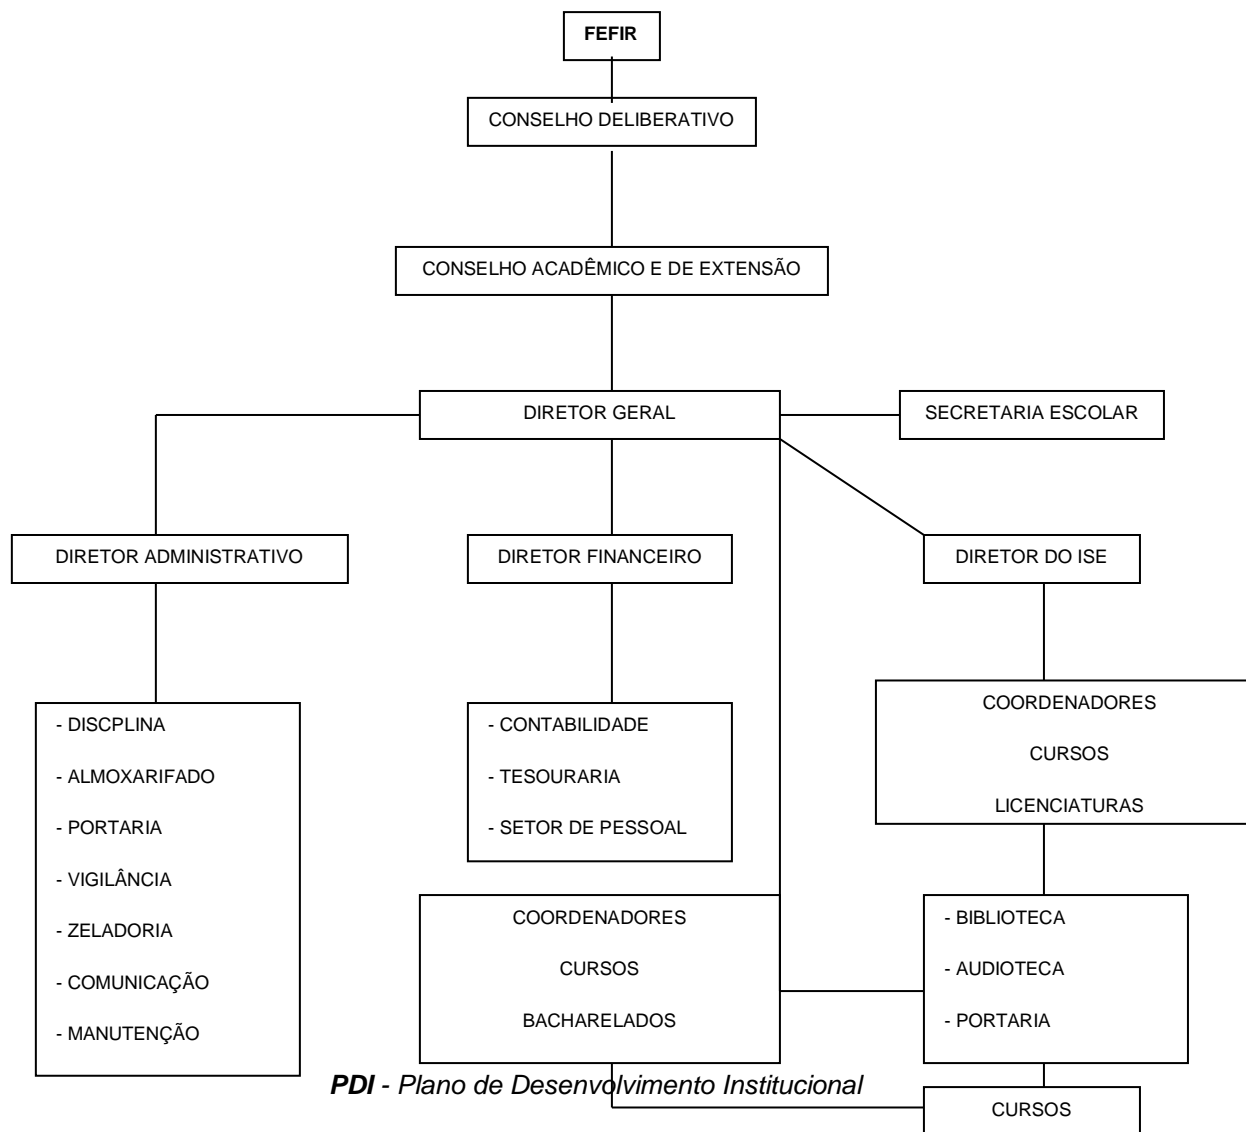 FEFIR
CONSELHO DELIBERATIVO
CONSELHO ACADÊMICO E DE EXTENSÃO
DIRETOR GERAL
SECRETARIA ESCOLAR
DIRETOR ADMINISTRATIVO
DIRETOR FINANCEIRO
DIRETOR DO ISE
- DISCPLINA
- ALMOXARIFADO
- PORTARIA
- VIGILÂNCIA
- ZELADORIA
- COMUNICAÇÃO
- MANUTENÇÃO
- CONTABILIDADE
- TESOURARIA
- SETOR DE PESSOAL
COORDENADORES
CURSOS
LICENCIATURAS
COORDENADORES
CURSOS
BACHARELADOS
- BIBLIOTECA
- AUDIOTECA
- PORTARIA
CURSOS
PDI - Plano de Desenvolvimento Institucional